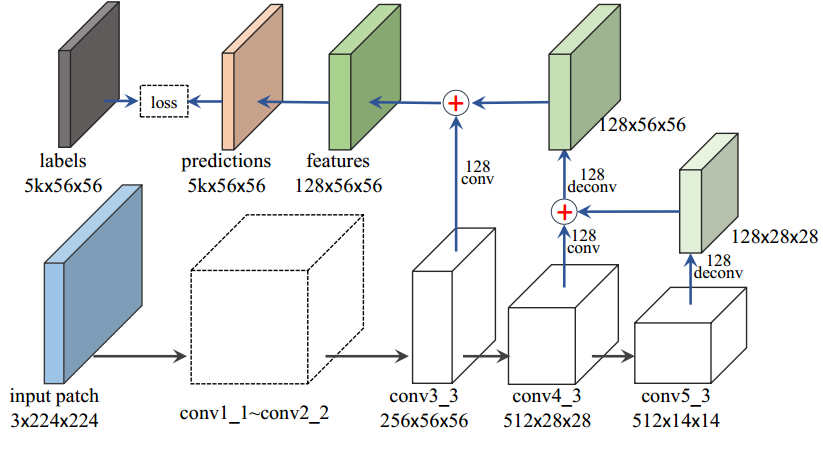 loss
labels
5kx56x56
predictions
5kx56x56
features
128x56x56
+
128x56x56
128
conv
128
deconv
+
128
conv
128x28x28
128
deconv
input patch
3x224x224
conv1_1~conv2_2
conv3_3
256x56x56
conv4_3
512x28x28
conv5_3
512x14x14